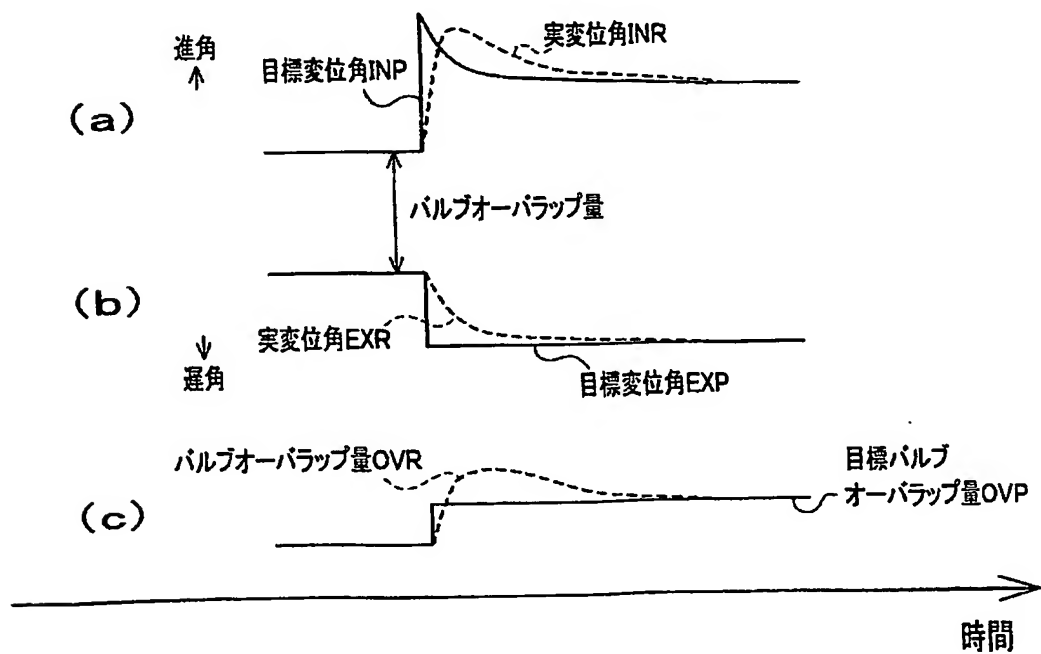 進角
実変位角INR
目標変位角INP
(a)
バルブオーバラップ量
(b)
実変位角EXR
遅角
目標変位角EXP
バルブオーバラップ量OVR
目標バルブ
オーバラップ量OVP
(c)
時間